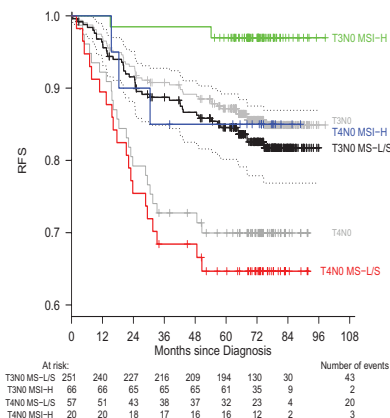 1.0
0.9
0.8
0.7
0.6
RFS
T3N0 MSI-H
T3N0
T4N0 MSI-H
T3N0 MS-L/S
T4N0
T4N0 MS-L/S
0 12 24 36 48 60 72 84 96 108
Months since Diagnosis
At risk: Number of events
T3N0 MS-L/S 251 240 227 216 209 194 130 30 43
T3N0 MSI-H 66 66 65 65 65 61 35 9 2
T4N0 MS-L/S 57 51 43 38 37 32 23 4 20
T4N0 MSI-H 20 20 18 17 16 16 12 2 3